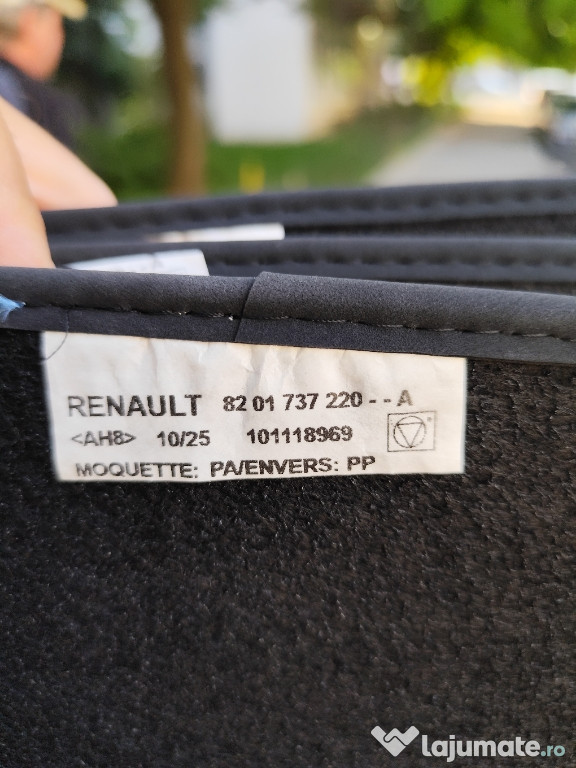 RENAULT 82 01 737 220 - - A
<AH8> 10/25 101118969
MOQUETTE: PA/ENVERS: PP
lajumate.ro